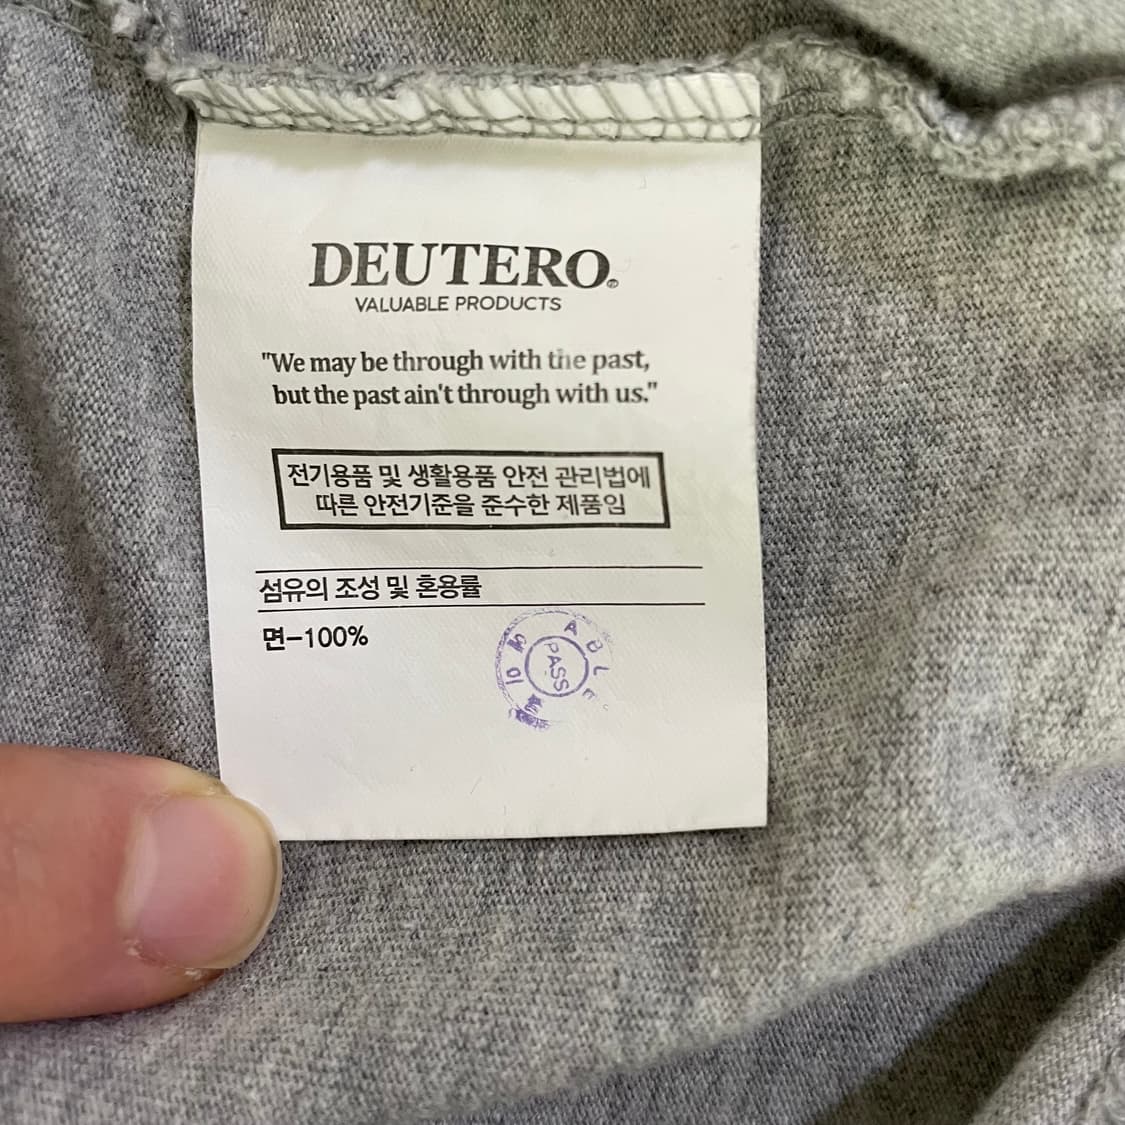 DEUTERO®
VALUABLE PRODUCTS
"We may be through with the past,
but the past ain't through with us."
전기용품 및 생활용품 안전 관리법에
따른 안전기준을 준수한 제품임
섬유의 조성 및 혼용률
면-100%
ABLE
PASS